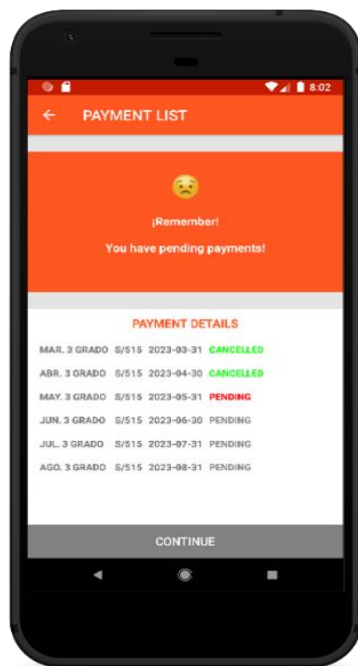 8:02
PAYMENT LIST
¡Remember!
You have pending payments!
PAYMENT DETAILS
MAR. 3 GRADO S/515 2023-03-31 CANCELLED
ABR. 3 GRADO S/515 2023-04-30 CANCELLED
MAY. 3 GRADO S/515 2023-05-31 PENDING
JUN. 3 GRADO S/515 2023-06-30 PENDING
JUL. 3 GRADO S/515 2023-07-31 PENDING
AGO. 3 GRADO S/515 2023-08-31 PENDING
CONTINUE